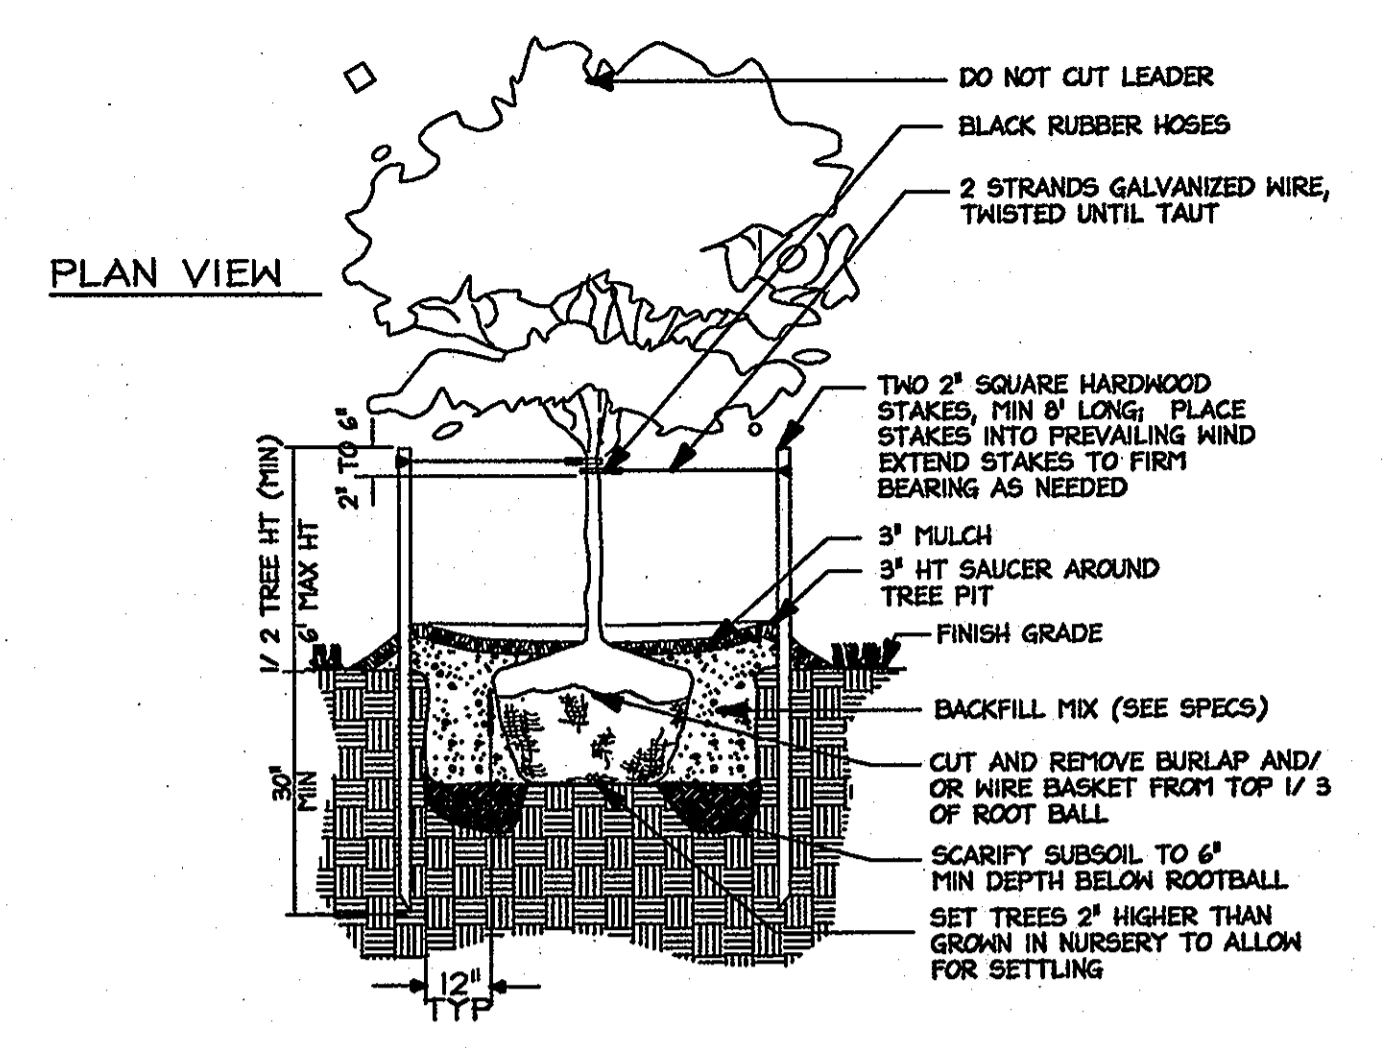 DO NOT CUT LEADER
BLACK RUBBER HOSES
2 STRANDS GALVANIZED WIRE,
TWISTED UNTIL TAUT
PLAN VIEW
TWO 2" SQUARE HARDWOOD
STAKES, MIN 8' LONG; PLACE
STAKES INTO PREVAILING WIND
EXTEND STAKES TO FIRM
BEARING AS NEEDED
2" TO 6"
1/2 TREE HT (MIN)
6' MAX HT
3" MULCH
3" HT SAUCER AROUND
TREE PIT
FINISH GRADE
BACKFILL MIX (SEE SPECS)
CUT AND REMOVE BURLAP AND/
OR WIRE BASKET FROM TOP 1/3
OF ROOT BALL
30"
MIN
SCARIFY SUBSOIL TO 6"
MIN DEPTH BELOW ROOTBALL
SET TREES 2" HIGHER THAN
GROWN IN NURSERY TO ALLOW
FOR SETTLING
12"
TYP